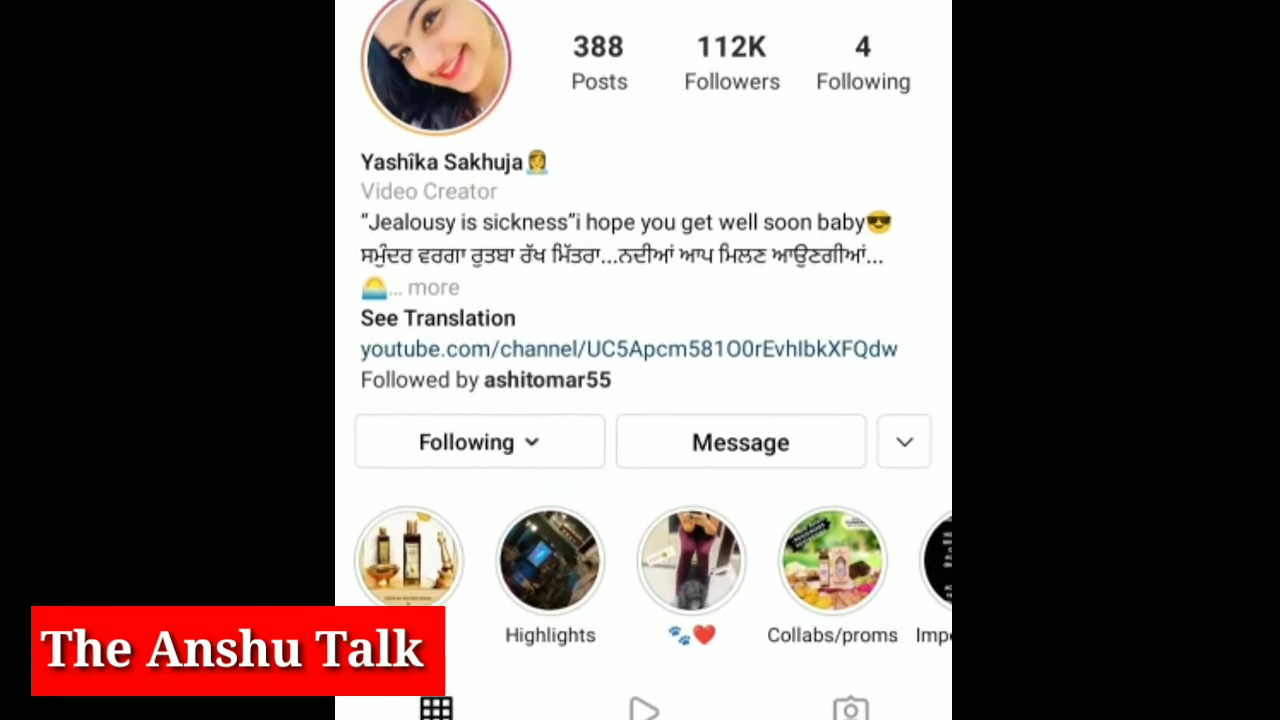 388 112K 4
Posts Followers Following
Yashîka Sakhuja🧖‍♀️
Video Creator
“Jealousy is sickness”i hope you get well soon baby😎
ਸਮੁੰਦਰ ਵਰਗਾ ਰੁਤਬਾ ਰੱਖ ਮਿੱਤਰਾ...ਨਦੀਆਂ ਆਪ ਮਿਲਣ ਆਉਣਗੀਆਂ...
🌅... more
See Translation
youtube.com/channel/UC5Apcm581O0rEvhIbkXFQdw
Followed by ashitomar55
Following Message
Highlights 🐾❤️ Collabs/proms Impo
The Anshu Talk